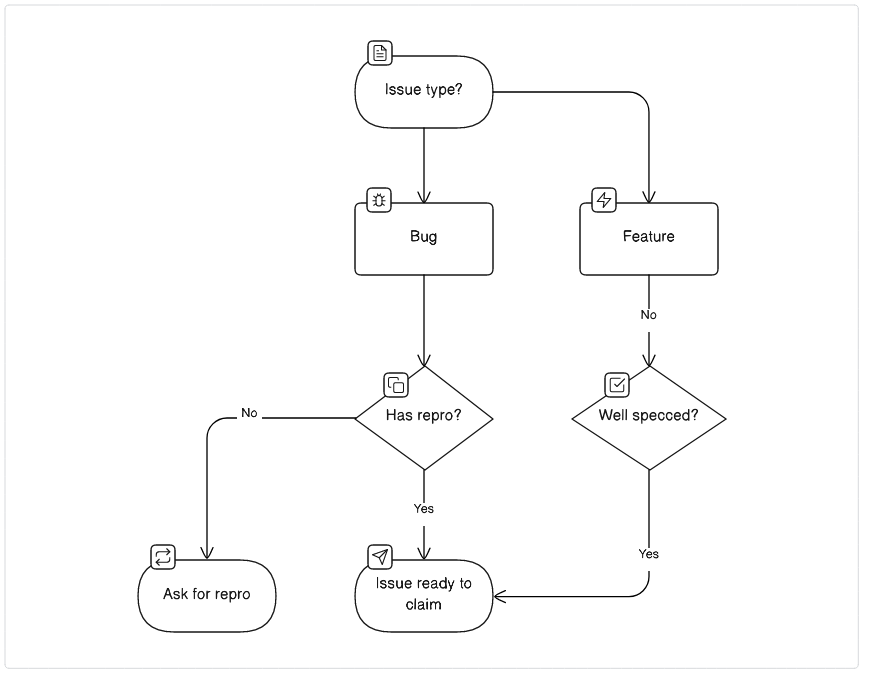 Issue type?
Bug
Feature
No
Has repro?
Well specced?
No
Yes
Yes
Ask for repro
Issue ready to
claim